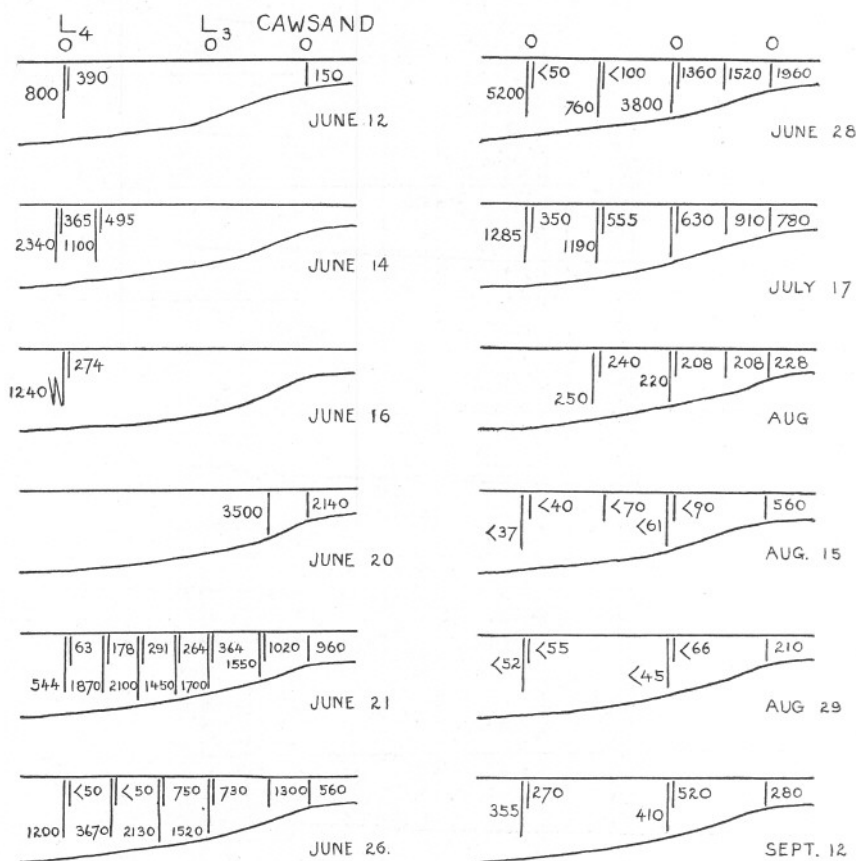 L4 L3 CAWSAND
O O O
390 150
800
JUNE 12
365 495
2340 1100
JUNE 14
274
1240
JUNE 16
2140
3500
JUNE 20
63 178 291 264 364 1020 960
1550
544 1870 2100 1450 1700
JUNE 21
<50 <50 750 730 1300 560
1200 3670 2130 1520
JUNE 26.
O O O
<50 <100 1360 1520 1960
5200 760 3800
JUNE 28
350 555 630 910 780
1285 1190
JULY 17
240 208 208 228
250 220
AUG
<40 <70 <90 560
<37 <61
AUG. 15
<55 <66 210
<52 <45
AUG 29
270 520 280
355 410
SEPT. 12